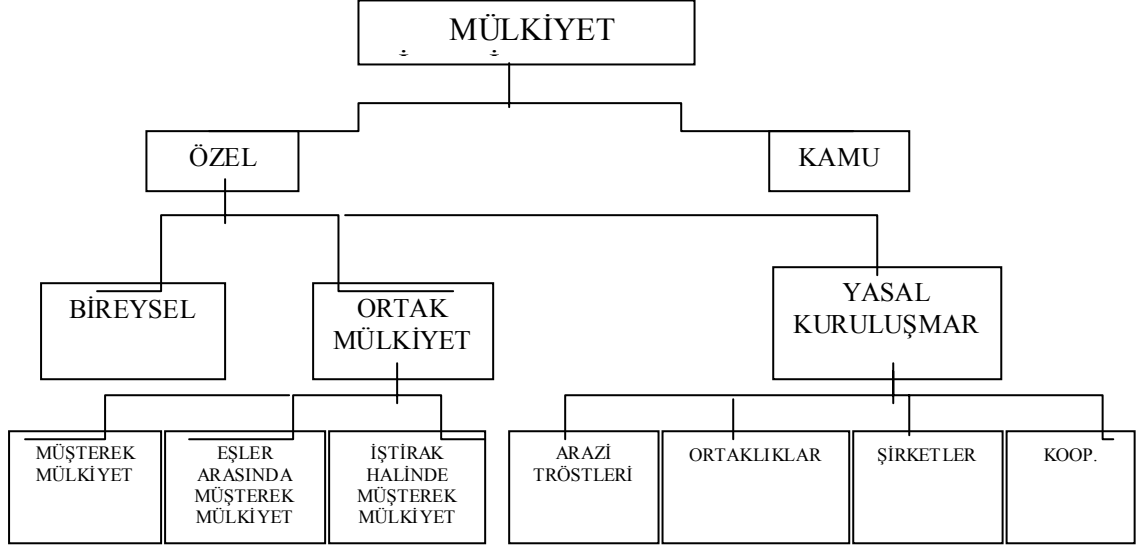 MÜLKİYET
ÖZEL
KAMU
BİREYSEL
ORTAK
MÜLKİYET
YASAL
KURULUŞMAR
MÜŞTEREK
MÜLKİYET
EŞLER
ARASINDA
MÜŞTEREK
MÜLKİYET
İŞTİRAK
HALİNDE
MÜŞTEREK
MÜLKİYET
ARAZİ
TRÖSTLERİ
ORTAKLIKLAR
ŞİRKETLER
KOOP.